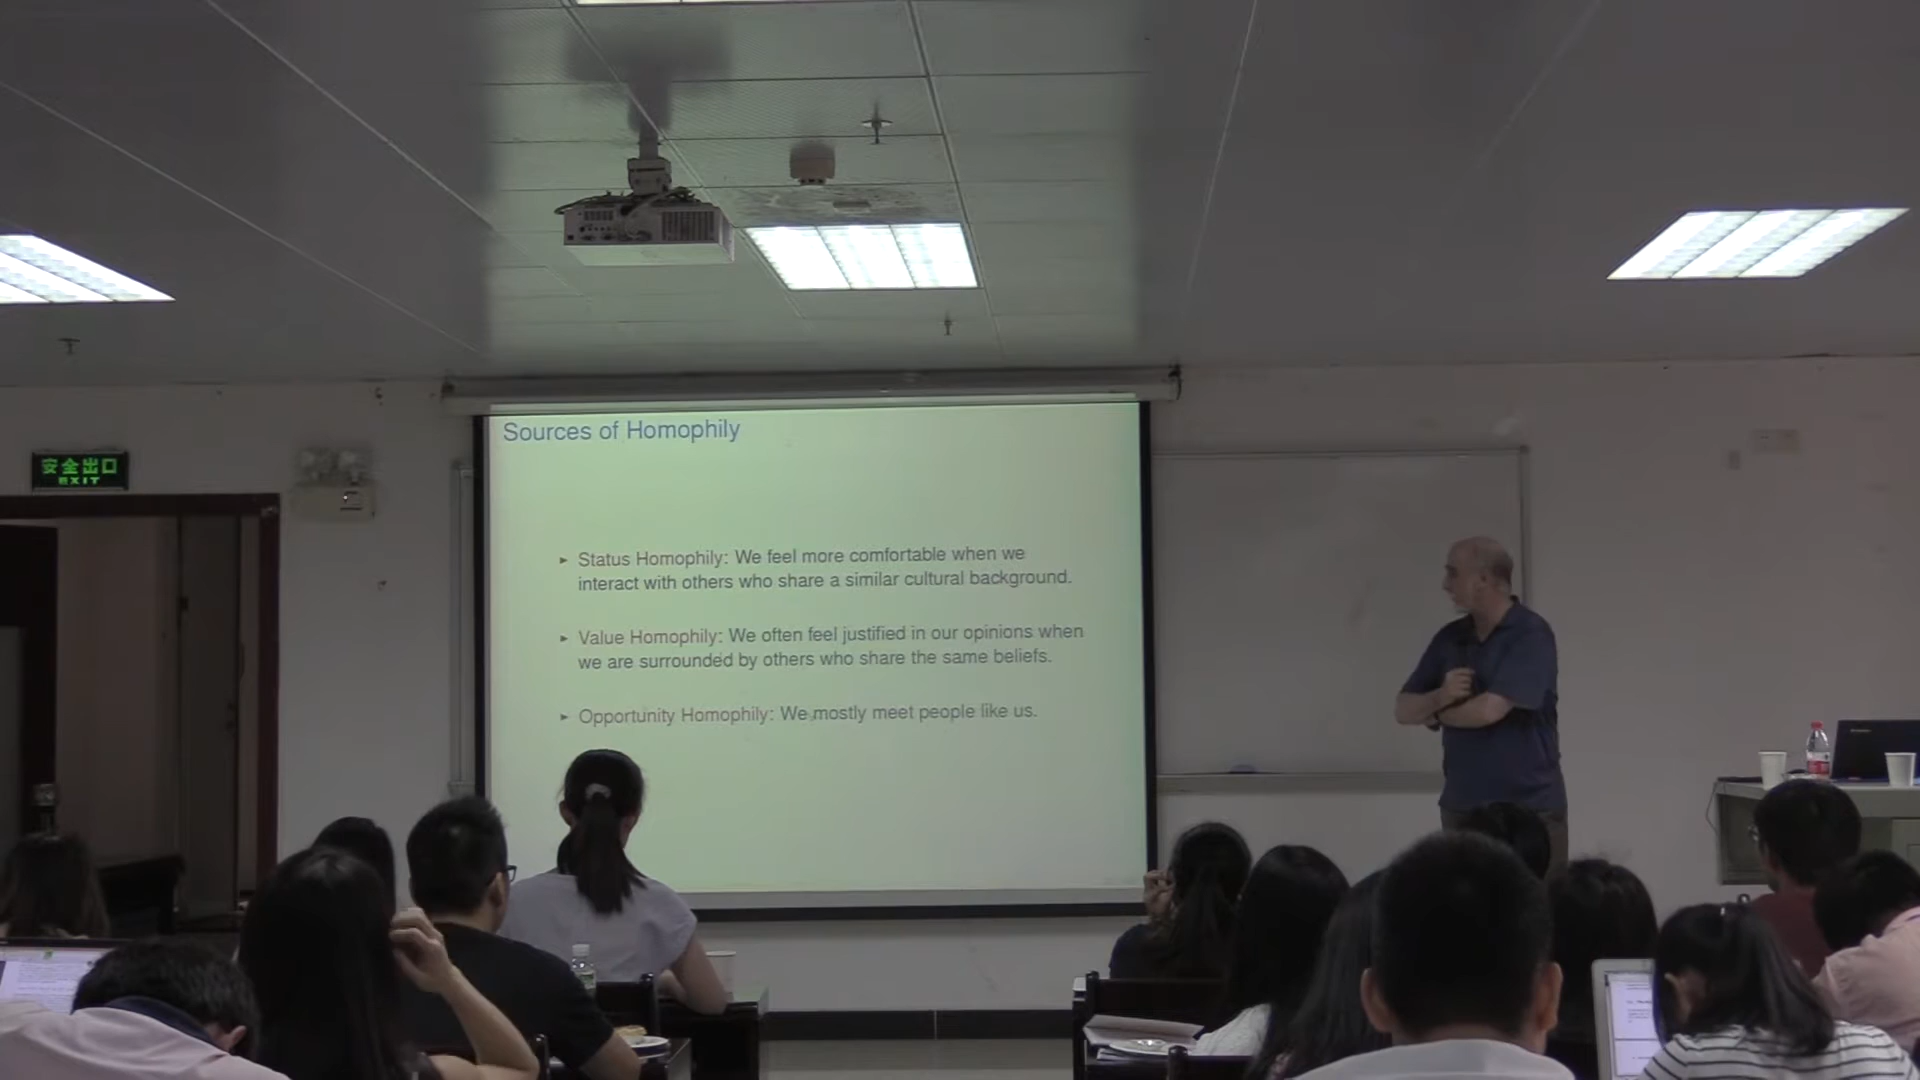 Sources of Homophily
安全出口
EXIT
▸ Status Homophily: We feel more comfortable when we
interact with others who share a similar cultural background.
▸ Value Homophily: We often feel justified in our opinions when
we are surrounded by others who share the same beliefs.
▸ Opportunity Homophily: We mostly meet people like us.